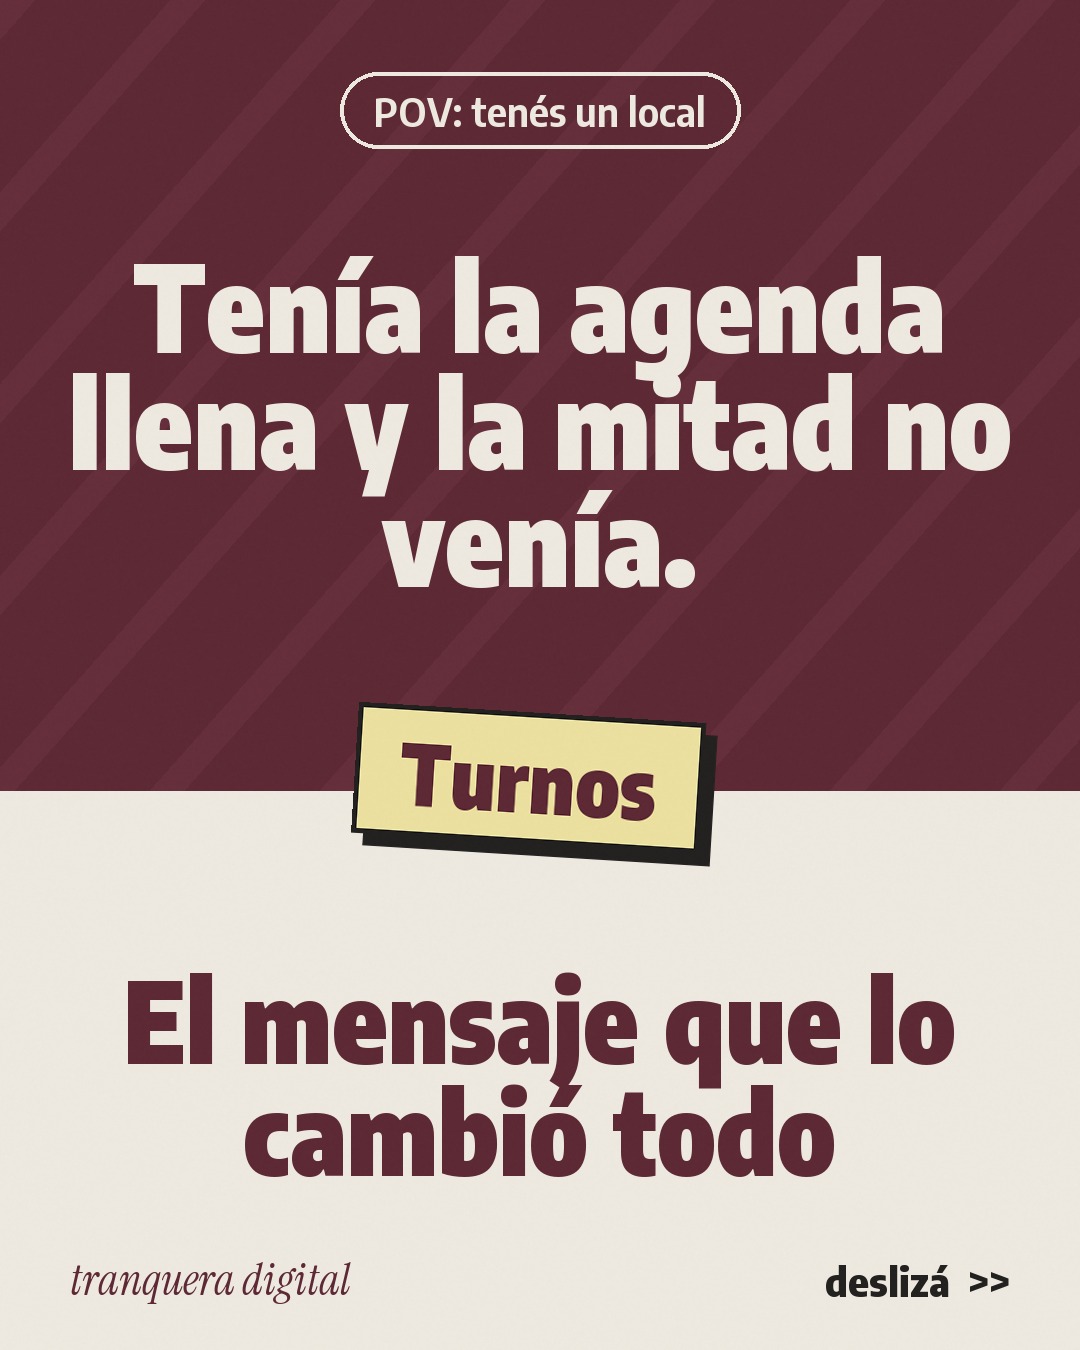 POV: tenés un local
Tenía la agenda
llena y la mitad no
venía.
Turnos
El mensaje que lo
cambió todo
tranquera digital
deslizá >>